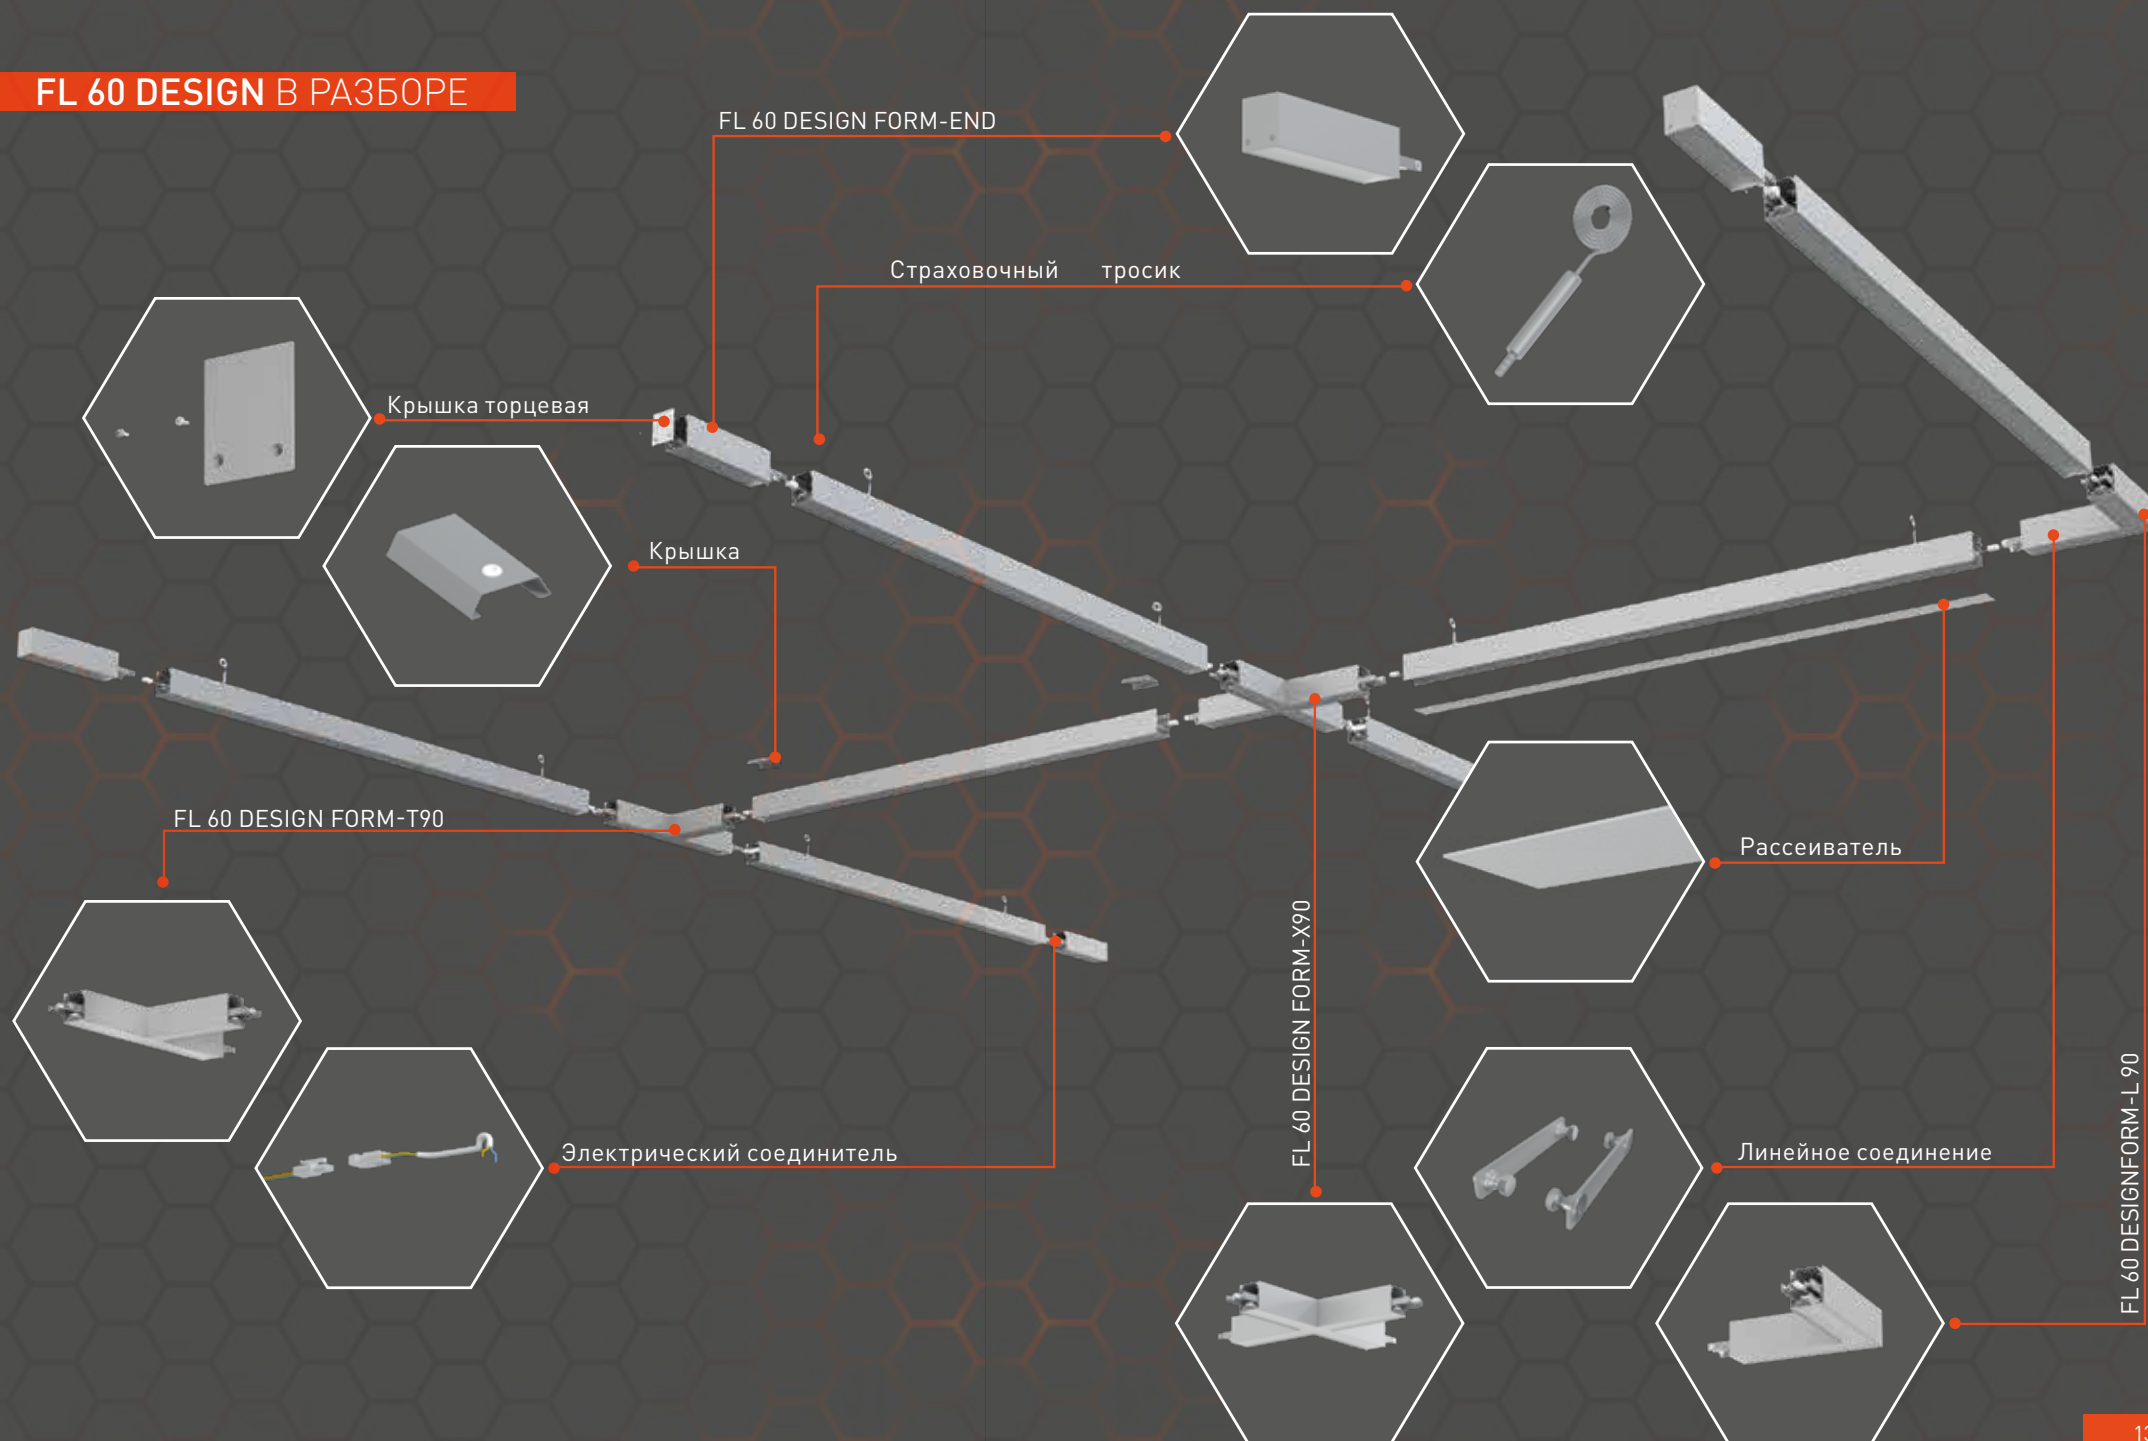 FL 60 DESIGN В РАЗБОРЕ
FL 60 DESIGN FORM-END
Страховочный тросик
Крышка торцевая
Крышка
FL 60 DESIGN FORM-T90
Рассеиватель
FL 60 DESIGN FORM-X90
Электрический соединитель
Линейное соединение
FL 60 DESIGNFORM-L 90